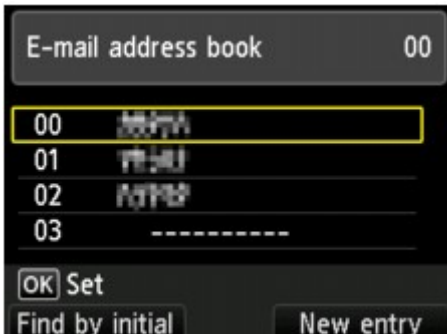 E-mail address book 00
00
01
02
03 ----------
OK Set
Find by initial New entry